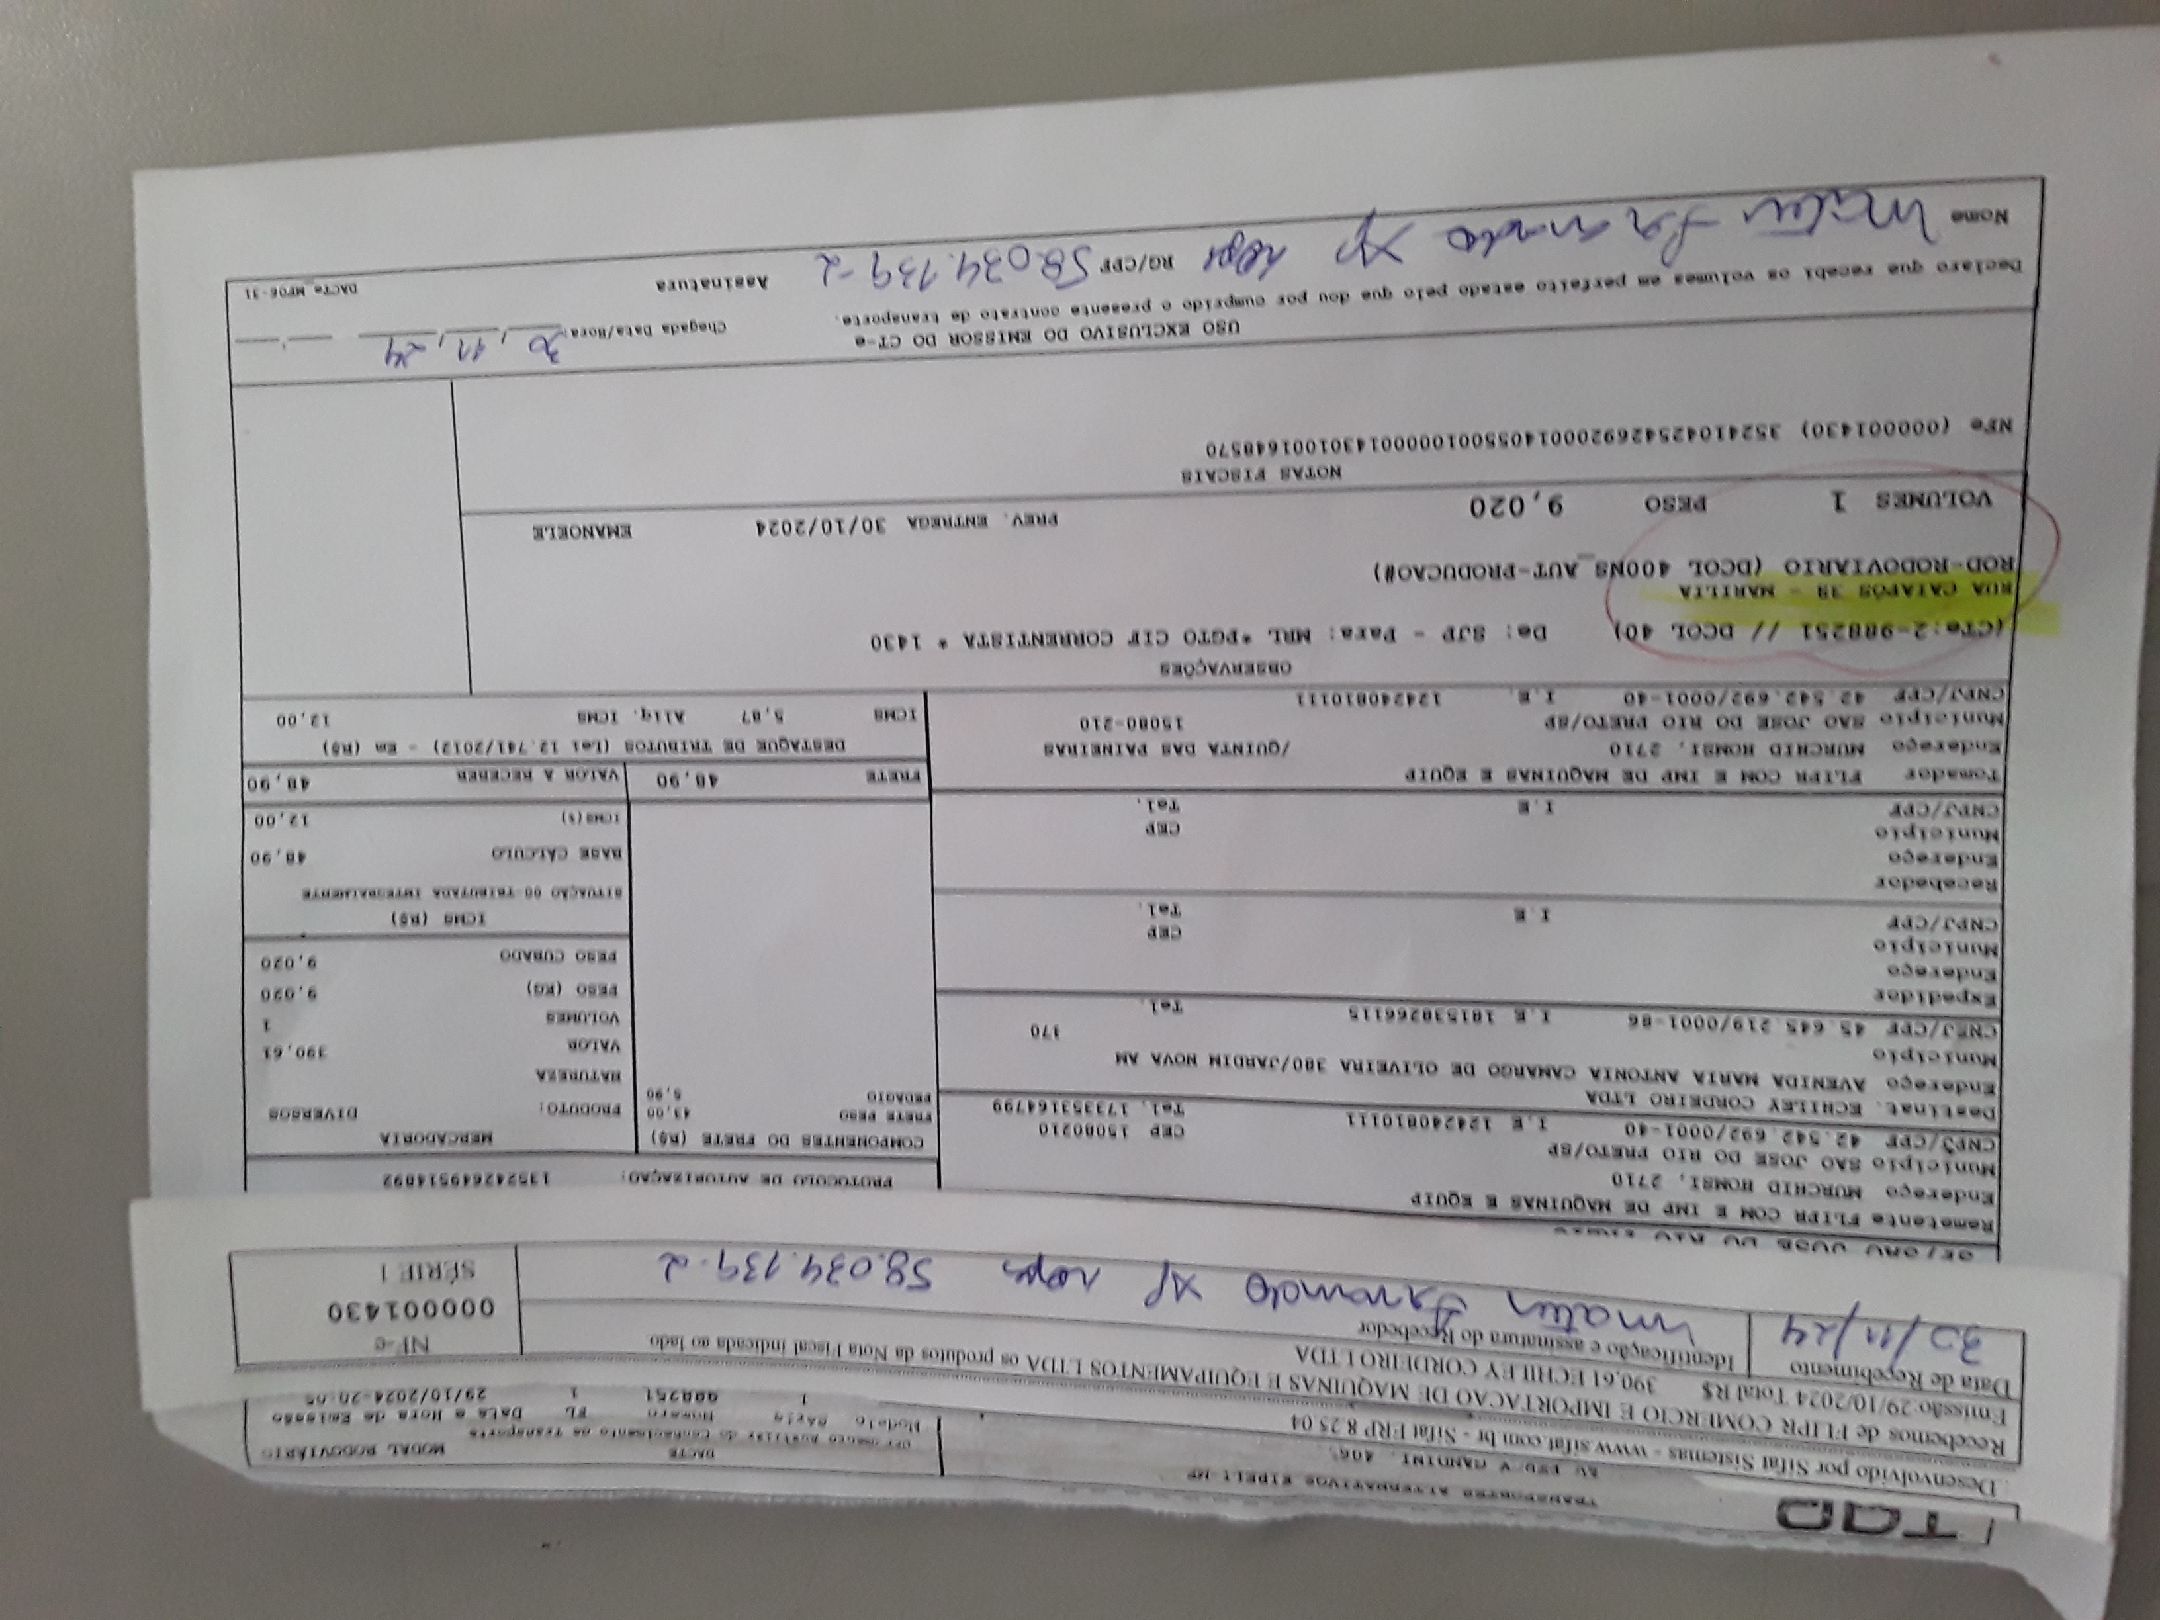 TAD
TRANSPORTES ALTERNATIVOS EIRELI
DACTE
MODAL RODOVIÁRIO
Modelo Série Número FL Data e Hora de Emissão
1 988251 1 29/10/2024-20:05
Desenvolvido por Sifat Sistemas - www.sifat.com.br - Sifat ERP 8.25.04
Recebemos de FLIPR COMERCIO E IMPORTACAO DE MAQUINAS E EQUIPAMENTOS LTDA os produtos da Nota Fiscal indicada ao lado
Emissão: 29/10/2024 Total R$ 390,61 ECHILEY CORDEIRO LTDA
Data de Recebimento
30/11/24
Identificação e assinatura do Recebedor
58.034.139-2
NF-e
000001430
SÉRIE 1
Remetente FLIPR COM E IMP DE MAQUINAS E EQUIP
Endereço MURCHID HOMSI, 2710
Município SAO JOSE DO RIO PRETO/SP CEP 15080210
CNPJ/CPF 42.542.692/0001-40 I.E 124240810111 Tel. 173353164799
Destinat. ECHILEY CORDEIRO LTDA
Endereço AVENIDA MARIA ANTONIA CAMARGO DE OLIVEIRA 380/JARDIM NOVA AM
Município 370
CNPJ/CPF 45.645.219/0001-86 I.E 181538266115 Tel.
Expedidor
Endereço
Município CEP
CNPJ/CPF I.E Tel.
Recebedor
Endereço
Município CEP
CNPJ/CPF I.E Tel.
Tomador FLIPR COM E IMP DE MAQUINAS E EQUIP
Endereço MURCHID HOMSI, 2710 /QUINTA DAS PAINEIRAS
Município SAO JOSE DO RIO PRETO/SP 15080-210
CNPJ/CPF 42.542.692/0001-40 I.E. 124240810111
PROTOCOLO DE AUTORIZAÇÃO: 135242649514892
COMPONENTES DO FRETE (R$)
FRETE PESO 43,00
PEDAGIO 5,90
MERCADORIA
PRODUTO: DIVERSOS
NATUREZA
VALOR 390,61
VOLUMES 1
PESO (KG) 9,020
PESO CUBADO 9,020
ICMS (R$)
SITUAÇÃO 00 TRIBUTADA INTEGRALMENTE
BASE CÁLCULO 48,90
ICMS(%) 12,00
FRETE 48,90 VALOR A RECEBER 48,90
DESTAQUE DE TRIBUTOS (Lei 12.741/2012) - Em (R$)
ICMS 5,87 Aliq. ICMS 12,00
OBSERVAÇÕES
(CTe:2-988251 // DCOL 40) De: SJP - Para: MRL *PGTO CIF CORRENTISTA * 1430
RUA CAIAPÓS 38 - MARILIA
ROD-RODOVIARIO (DCOL 400NS_AUT-PRODUCAO#)
VOLUMES 1 PESO 9,020 PREV. ENTREGA 30/10/2024 EMANOELE
NOTAS FISCAIS
NFe (000001430) 35241042542692000140550010000014301001648570
USO EXCLUSIVO DO EMISSOR DO CT-e
Declaro que recebi os volumes em perfeito estado pelo que dou por cumprido o presente contrato de transporte.
Chegada Data/Hora: 30, 11, 24
Nome RG/CPF 58.034.139-2 Assinatura
DACTe MF06-31